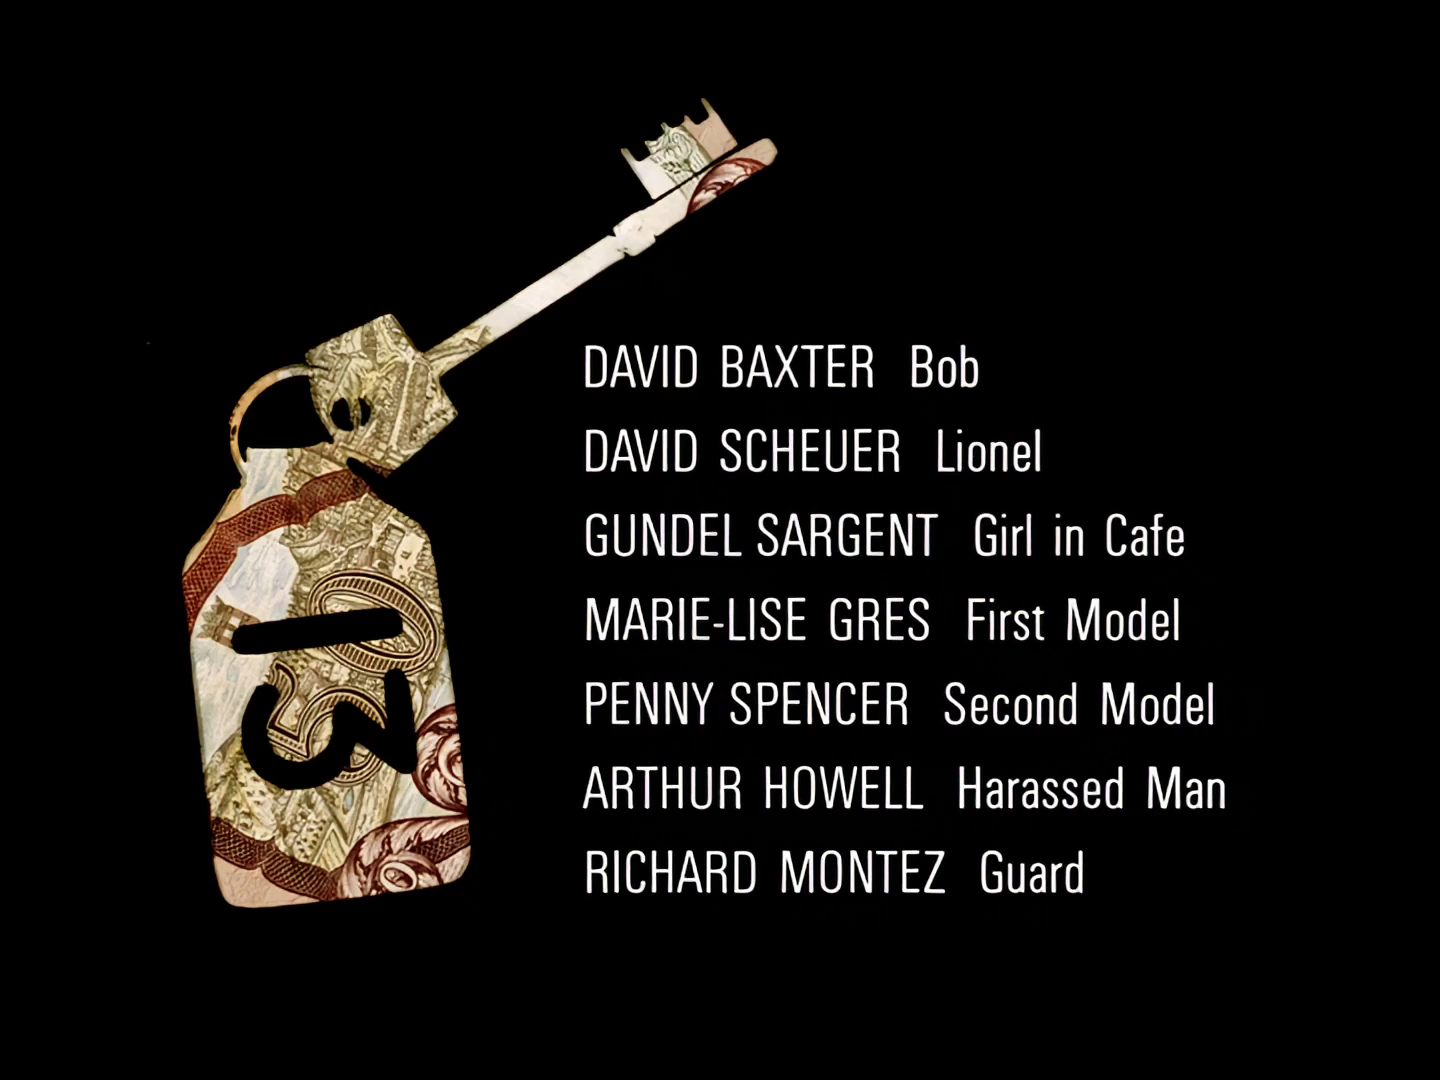 DAVID BAXTER Bob
DAVID SCHEUER Lionel
GUNDEL SARGENT Girl in Cafe
MARIE-LISE GRES First Model
PENNY SPENCER Second Model
ARTHUR HOWELL Harassed Man
RICHARD MONTEZ Guard
13